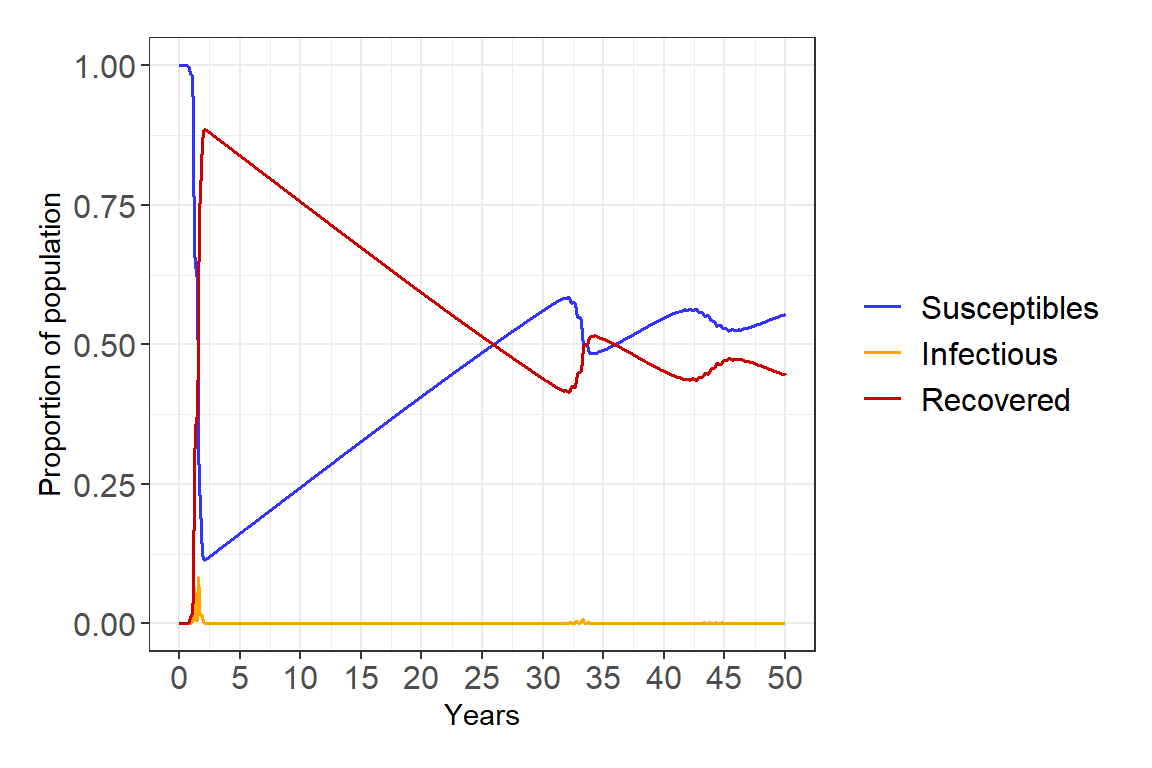 Proportion of population
1.00
0.75
0.50
0.25
0.00
0 5 10 15 20 25 30 35 40 45 50
Years
Susceptibles
Infectious
Recovered